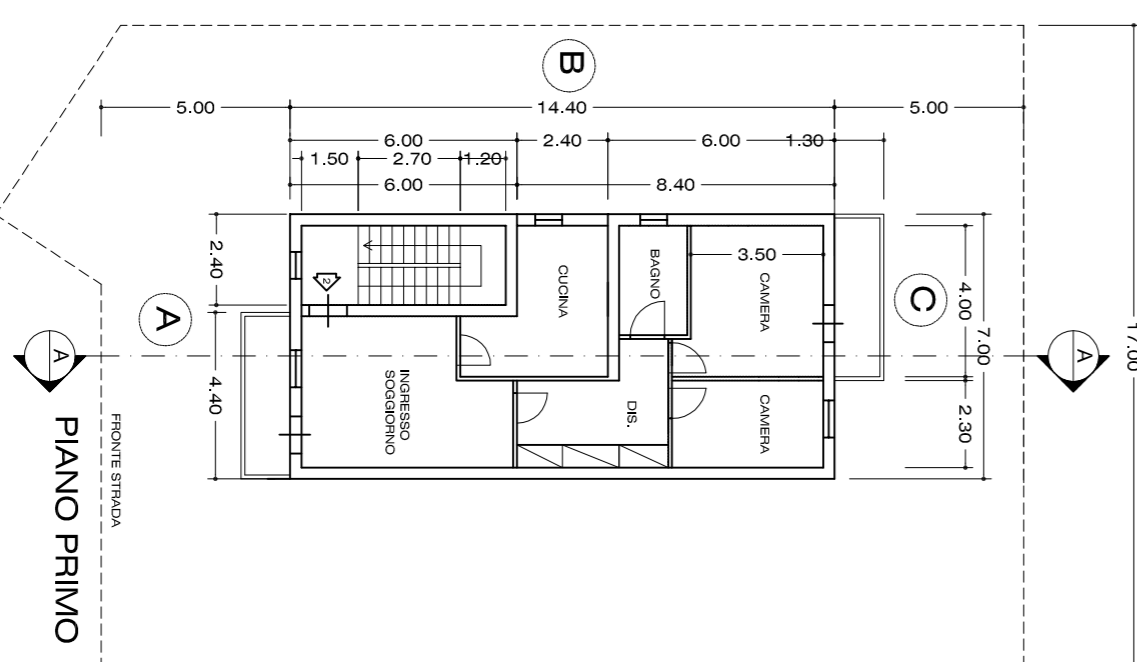 B
5.00
14.40
5.00
6.00
2.40
6.00
1.30
1.50
2.70
1.20
6.00
8.40
17.00
2.40
4.40
2
CUCINA
BAGNO
3.50
CAMERA
C
4.00
7.00
2.30
A
A
A
INGRESSO
SOGGIORNO
DIS.
CAMERA
FRONTE STRADA
PIANO PRIMO